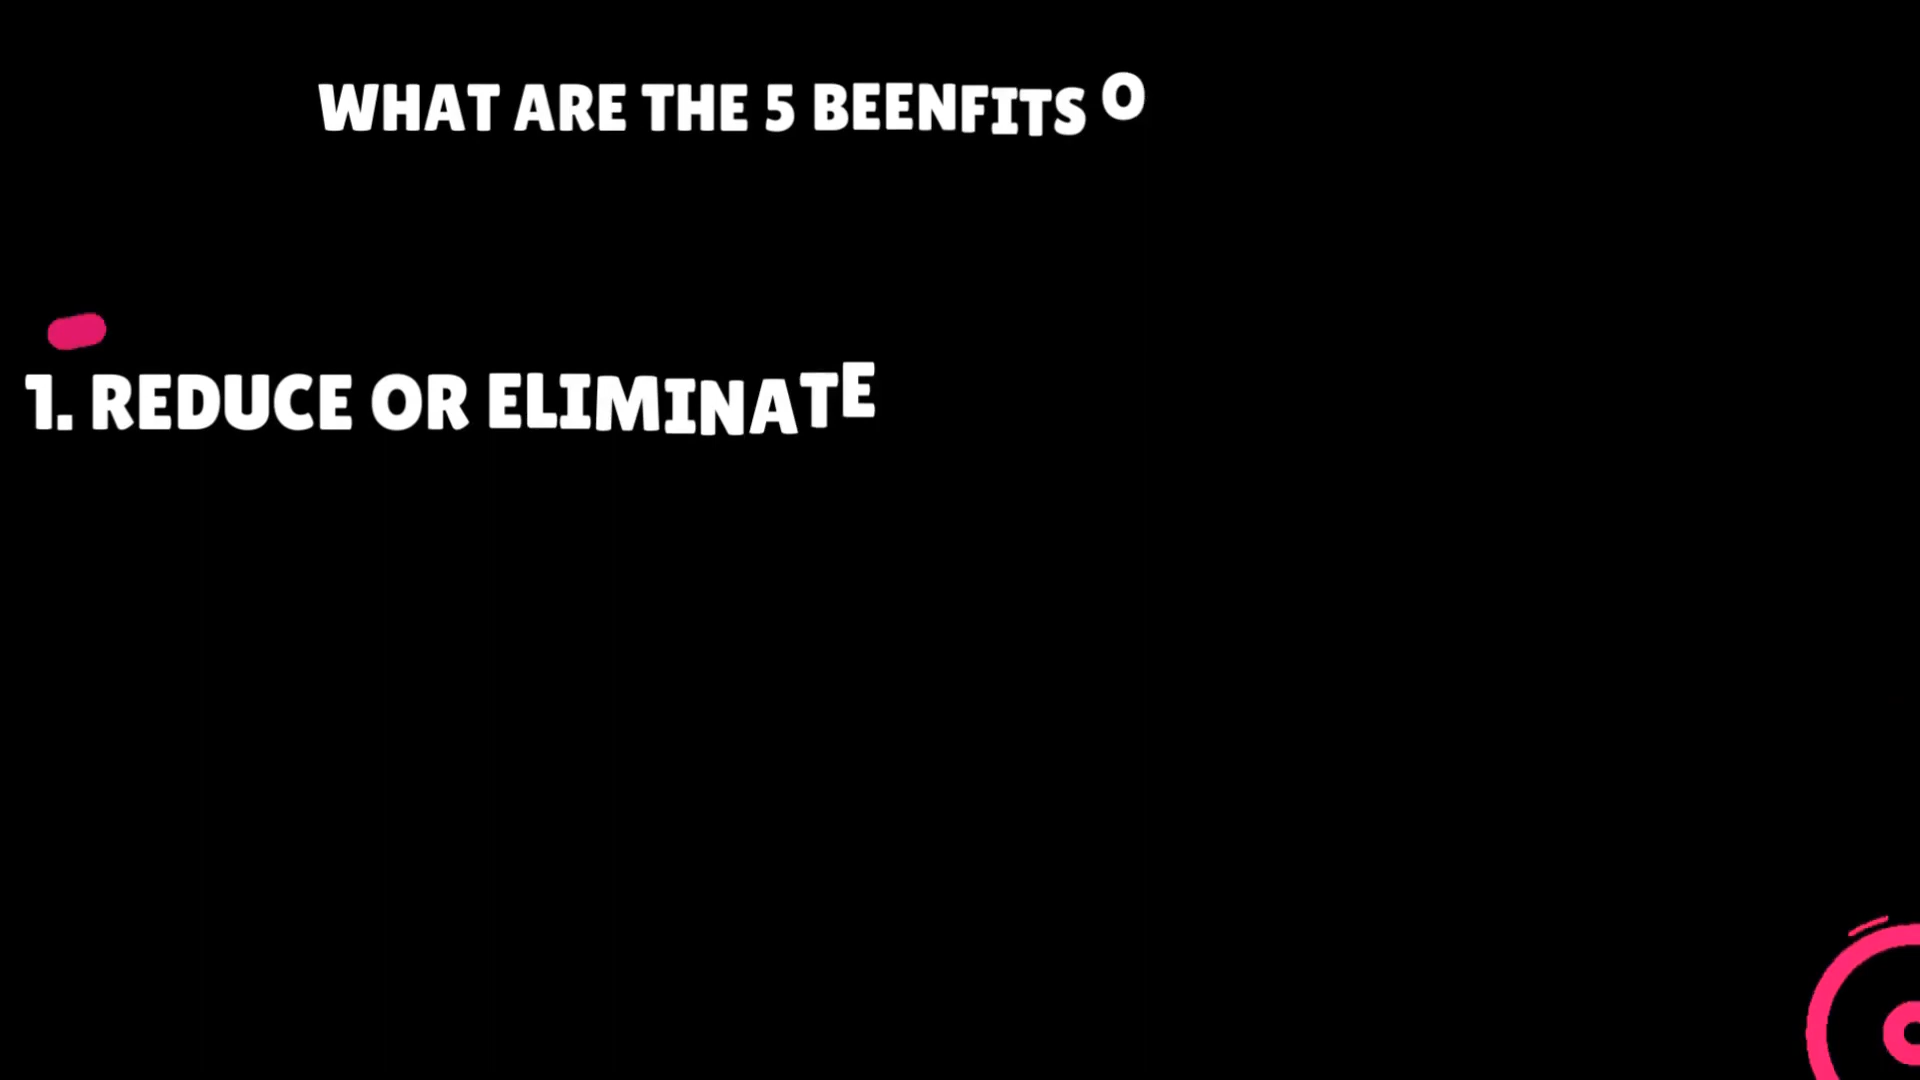 WHAT ARE THE 5 BEENFITS O
1. REDUCE OR ELIMINATE